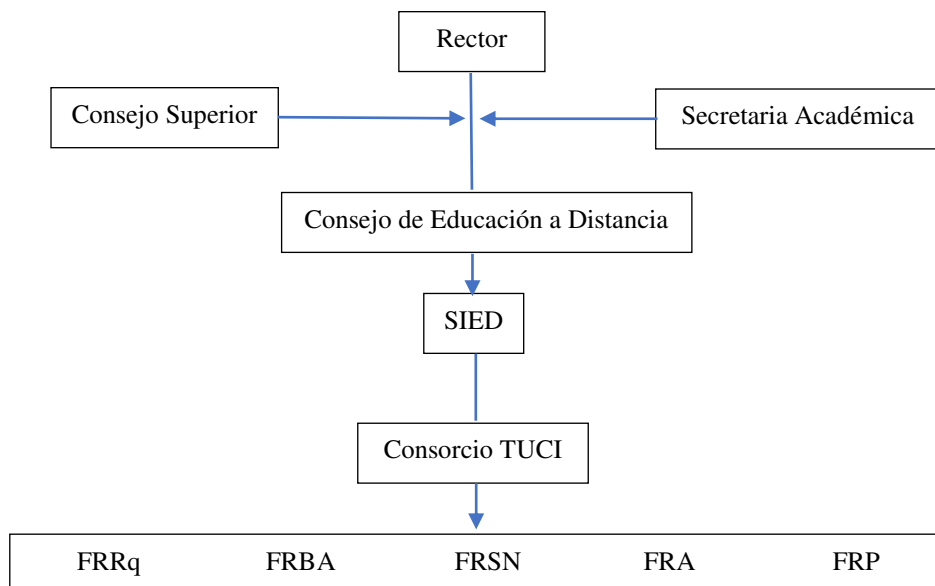 Rector
Consejo Superior
Secretaria Académica
Consejo de Educación a Distancia
SIED
Consorcio TUCI
FRRq FRBA FRSN FRA FRP